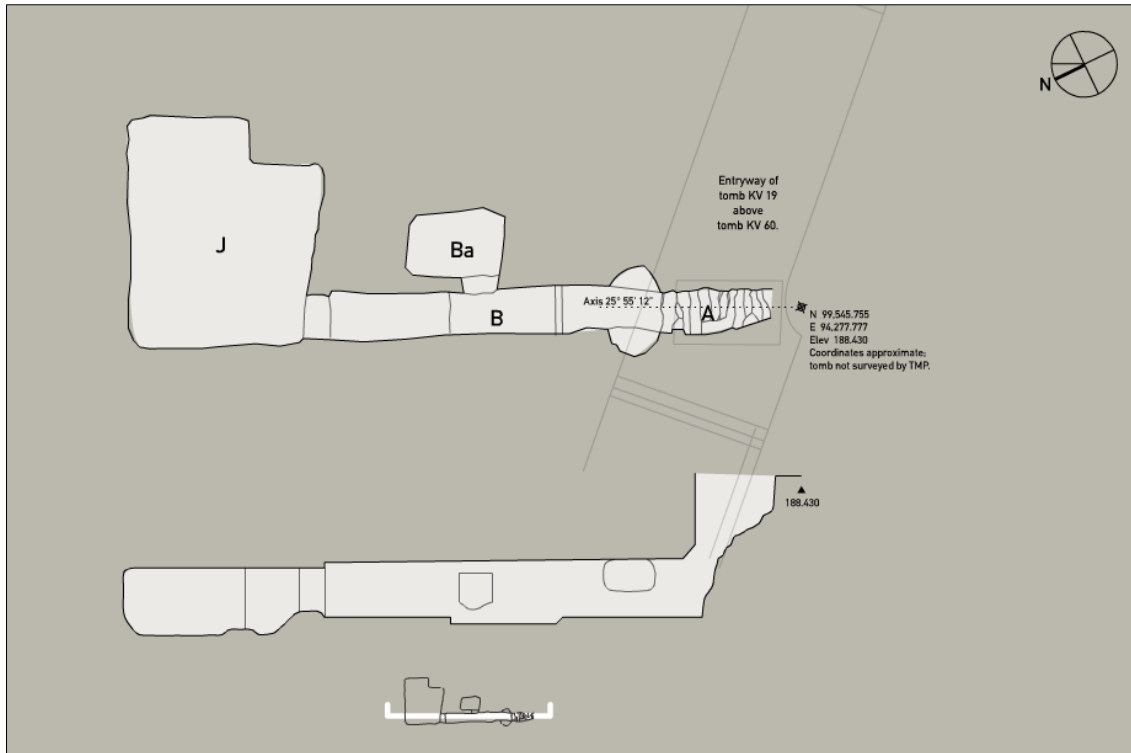 N
Entryway of
tomb KV 19
above
tomb KV 60.
J
Ba
B
Axis 25° 55' 12"
A
N 99,545.755
E 94,277.777
Elev 188.430
Coordinates approximate;
tomb not surveyed by TMP.
188.430